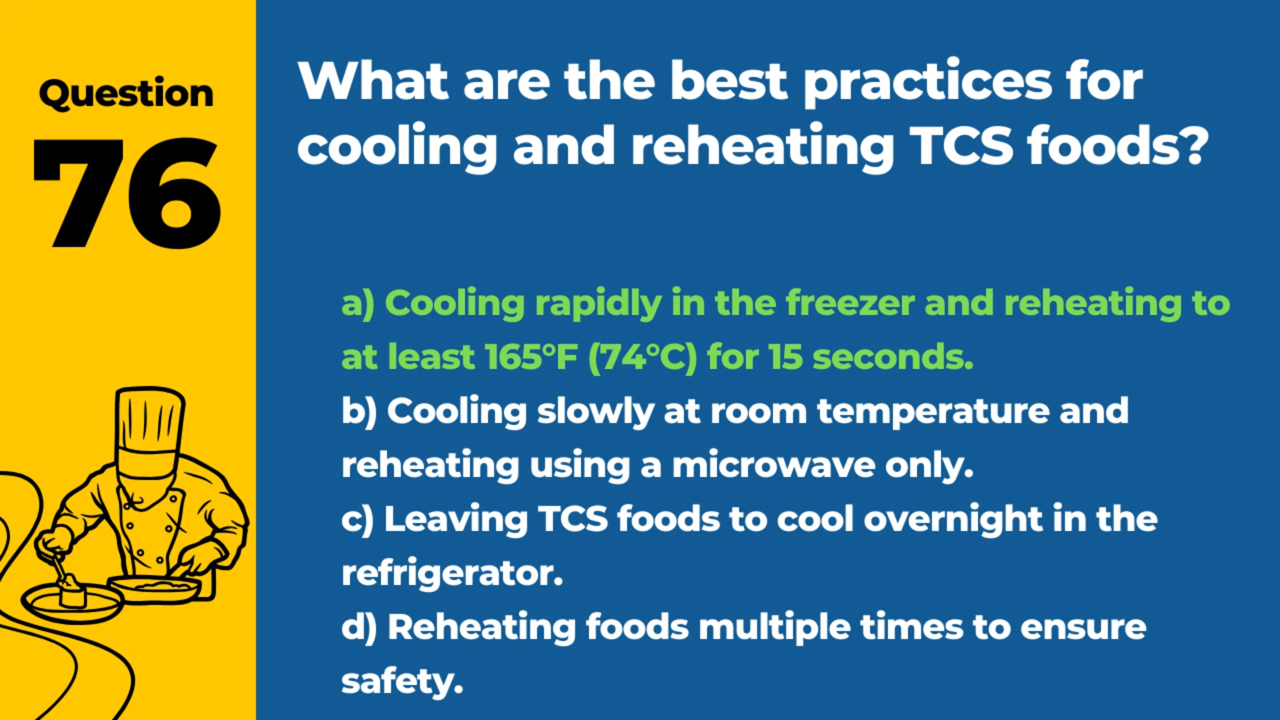 Question
76
What are the best practices for
cooling and reheating TCS foods?
a) Cooling rapidly in the freezer and reheating to
at least 165°F (74°C) for 15 seconds.
b) Cooling slowly at room temperature and
reheating using a microwave only.
c) Leaving TCS foods to cool overnight in the
refrigerator.
d) Reheating foods multiple times to ensure
safety.